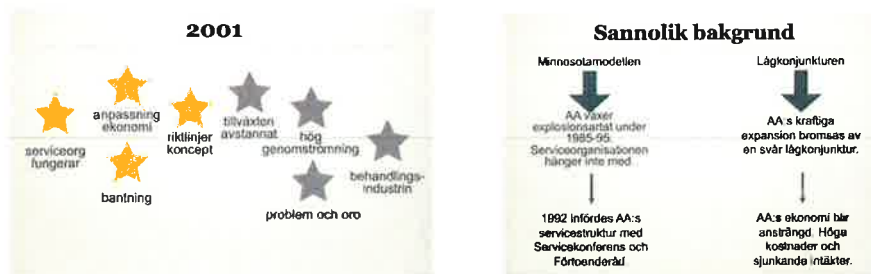 2001
anpassning
ekonomi
serviceorg
fungerar
bantning
riktlinjer
koncept
tillväxten
avstannat
hög
genomströmning
behandlings-
industrin
problem och oro
Sannolik bakgrund
Minnosotamodellen
AA växer
explosionsartat under
1985-95.
Serviceorganisationen
hänger inte med.
1992 infördes AA:s
servicestruktur med
Servicekonferens och
Förtroenderåd
Lågkonjunkturen
AA:s kraftiga
expansion bromsas av
en svår lågkonjunktur.
AA:s ekonomi blir
ansträngd. Höga
kostnader och
sjunkande intäkter.